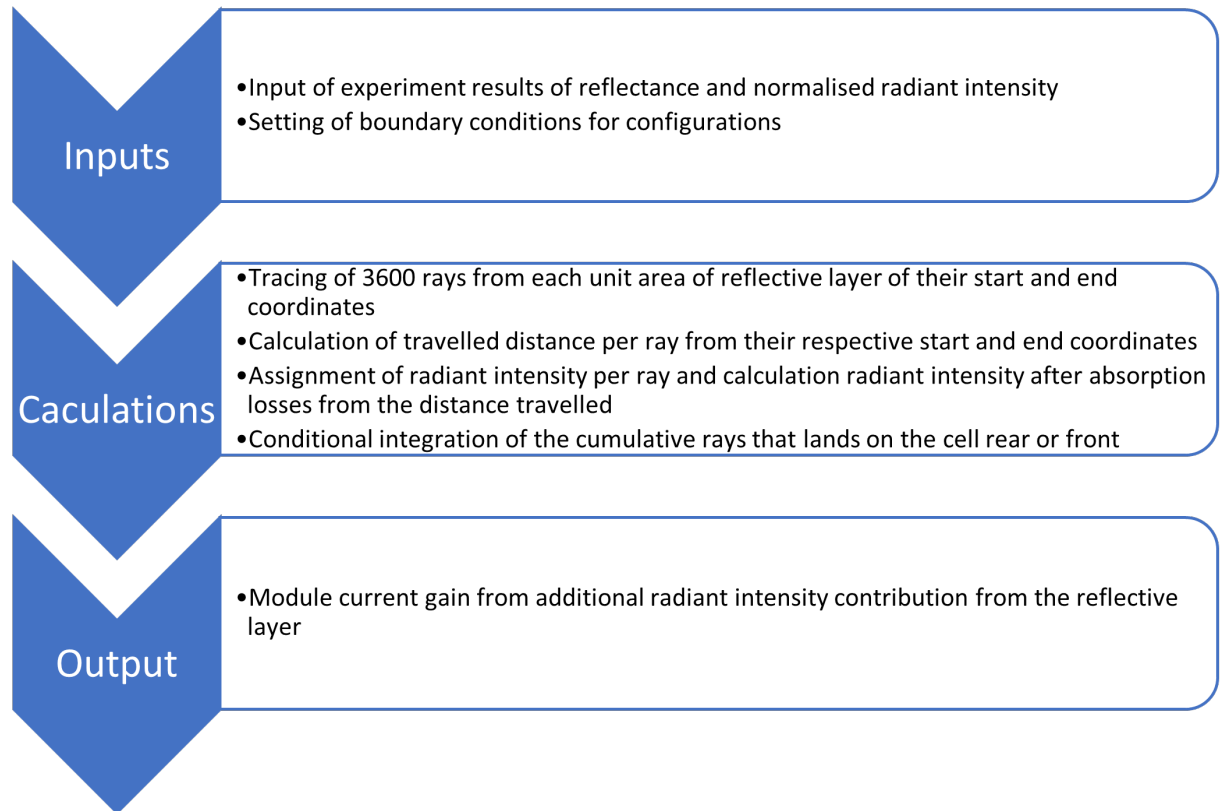 Inputs
•Input of experiment results of reflectance and normalised radiant intensity
•Setting of boundary conditions for configurations
Caculations
•Tracing of 3600 rays from each unit area of reflective layer of their start and end
coordinates
•Calculation of travelled distance per ray from their respective start and end coordinates
•Assignment of radiant intensity per ray and calculation radiant intensity after absorption
losses from the distance travelled
•Conditional integration of the cumulative rays that lands on the cell rear or front
Output
•Module current gain from additional radiant intensity contribution from the reflective
layer